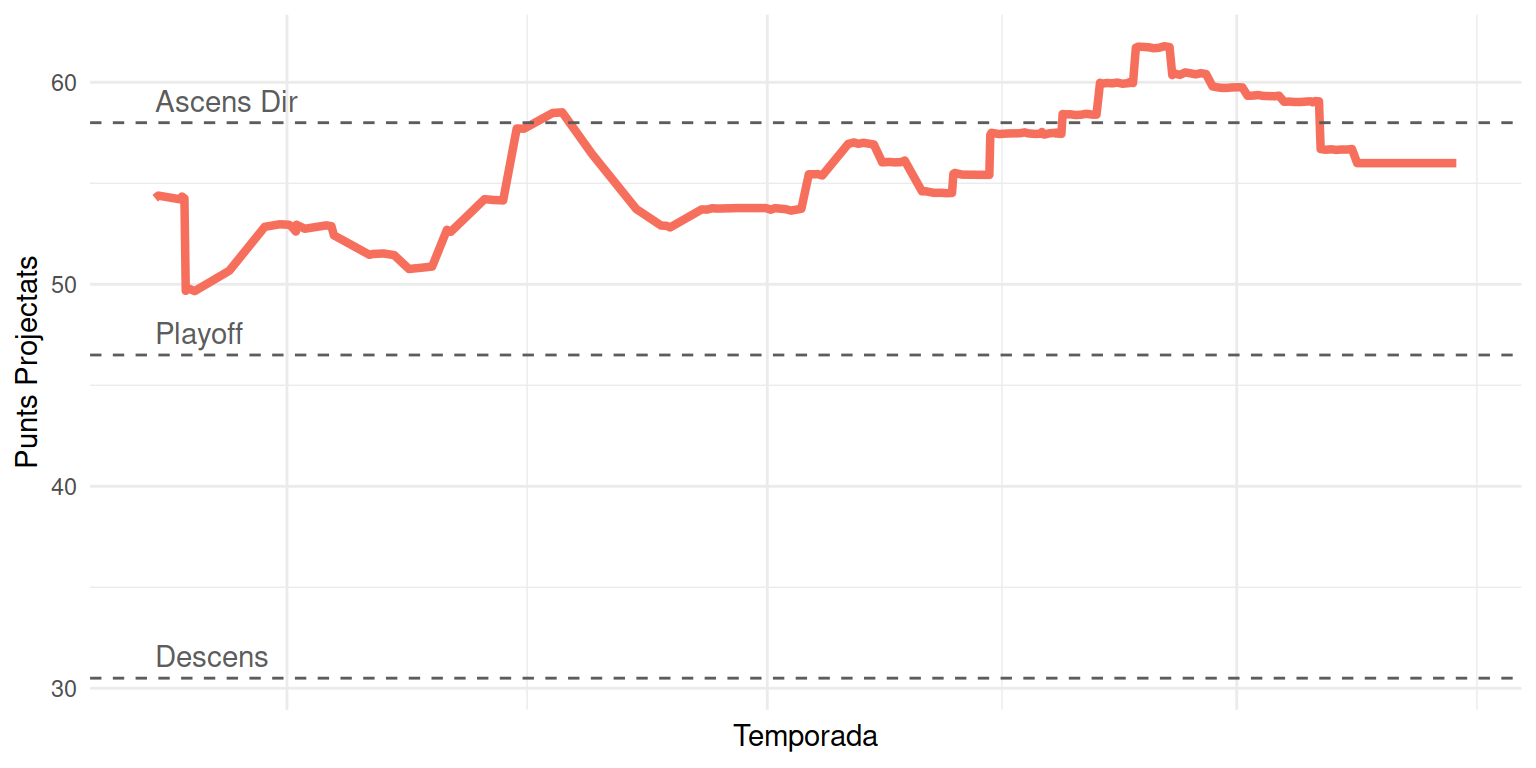 60
Ascens Dir
50
Playoff
Punts Projectats
40
Descens
30
Temporada